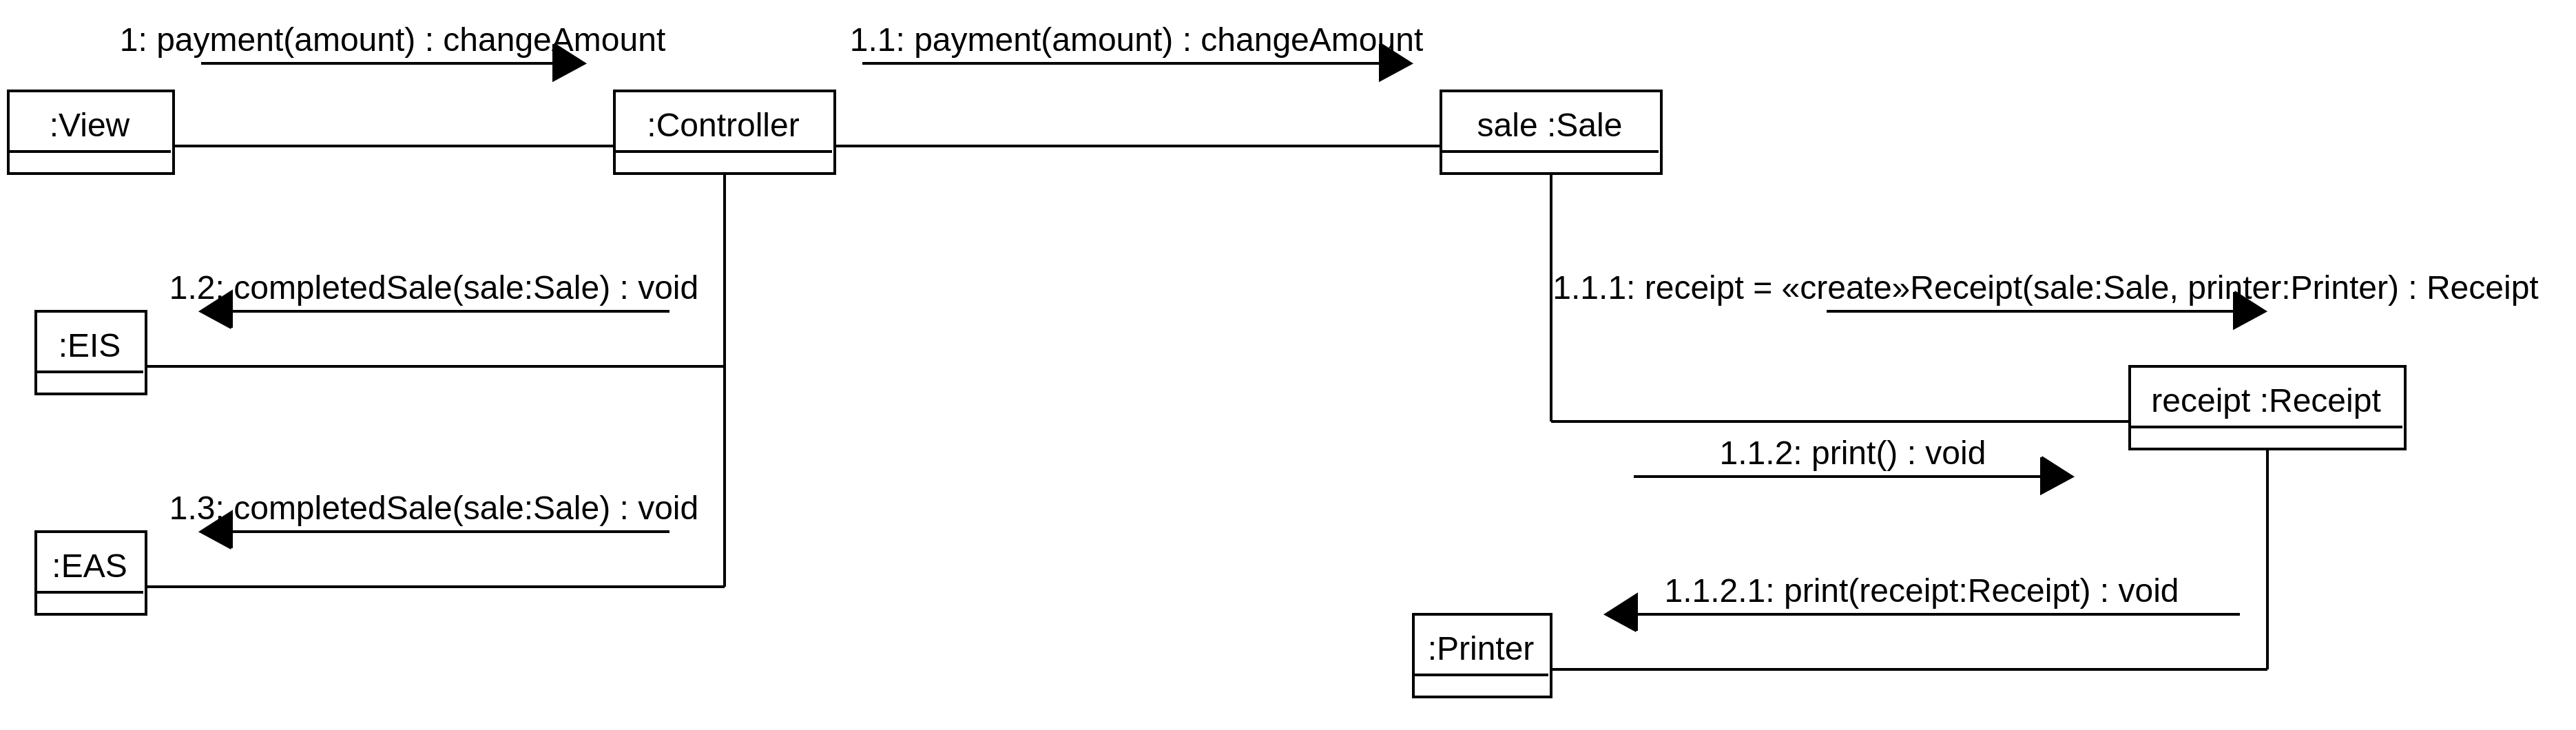 1: payment(amount) : changeAmount
1.1: payment(amount) : changeAmount
:View
:Controller
sale :Sale
1.2: completedSale(sale:Sale) : void
1.1.1: receipt = «create»Receipt(sale:Sale, printer:Printer) : Receipt
:EIS
receipt :Receipt
1.1.2: print() : void
1.3: completedSale(sale:Sale) : void
:EAS
1.1.2.1: print(receipt:Receipt) : void
:Printer